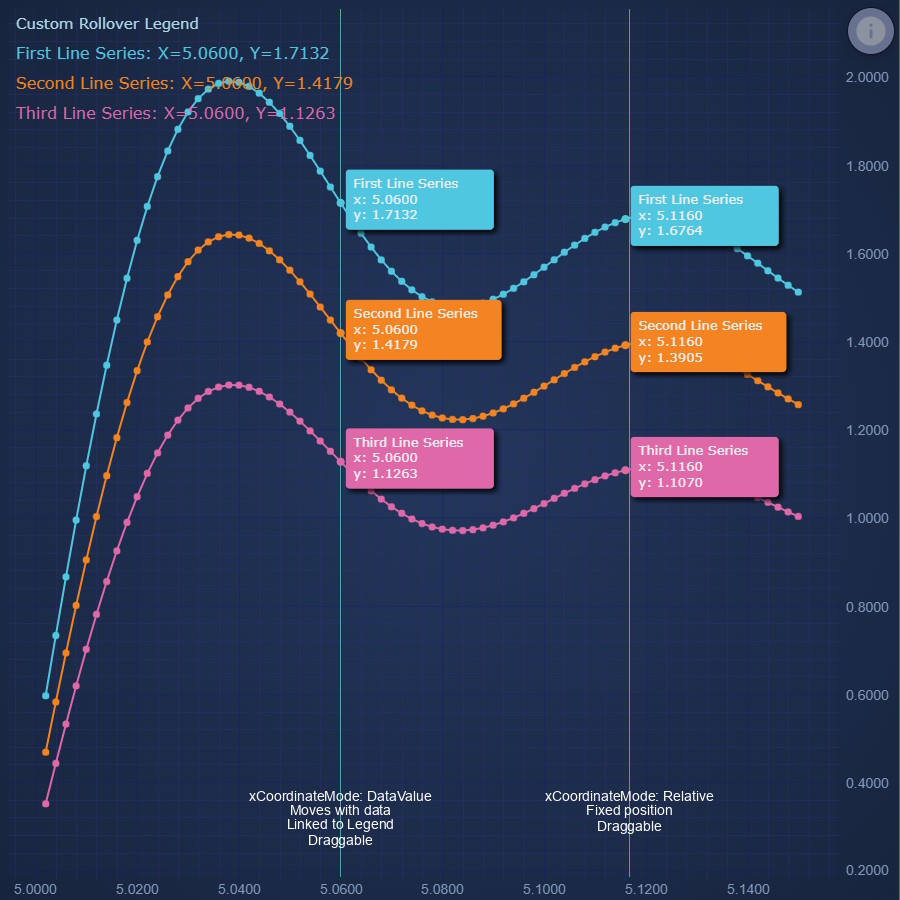 Custom Rollover Legend
First Line Series: X=5.0600, Y=1.7132
Second Line Series: X=5.0600, Y=1.4179
Third Line Series: X=5.0600, Y=1.1263
i
2.0000
1.8000
1.6000
1.4000
1.2000
1.0000
0.8000
0.6000
0.4000
0.2000
First Line Series
x: 5.0600
y: 1.7132
First Line Series
x: 5.1160
y: 1.6764
Second Line Series
x: 5.0600
y: 1.4179
Second Line Series
x: 5.1160
y: 1.3905
Third Line Series
x: 5.0600
y: 1.1263
Third Line Series
x: 5.1160
y: 1.1070
xCoordinateMode: DataValue
Moves with data
Linked to Legend
Draggable
xCoordinateMode: Relative
Fixed position
Draggable
5.0000 5.0200 5.0400 5.0600 5.0800 5.1000 5.1200 5.1400